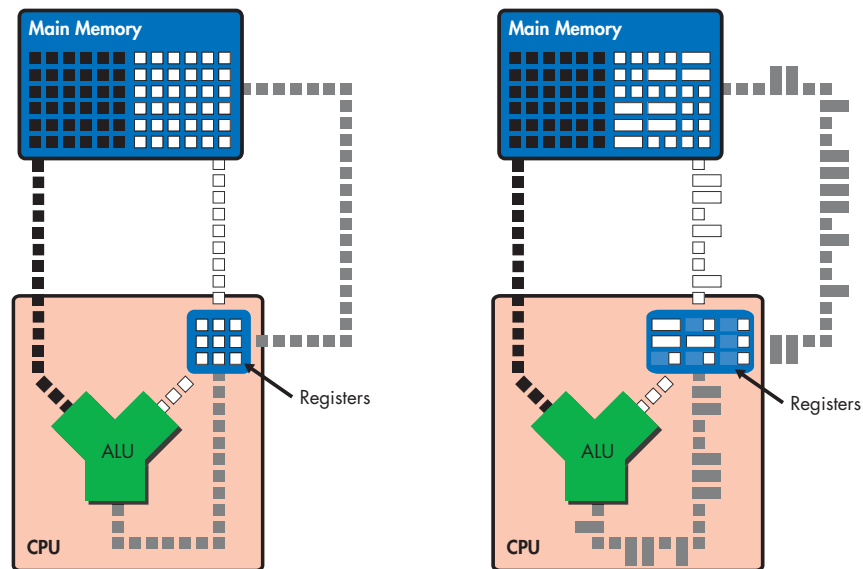 Main Memory
Registers
ALU
CPU
Main Memory
Registers
ALU
CPU